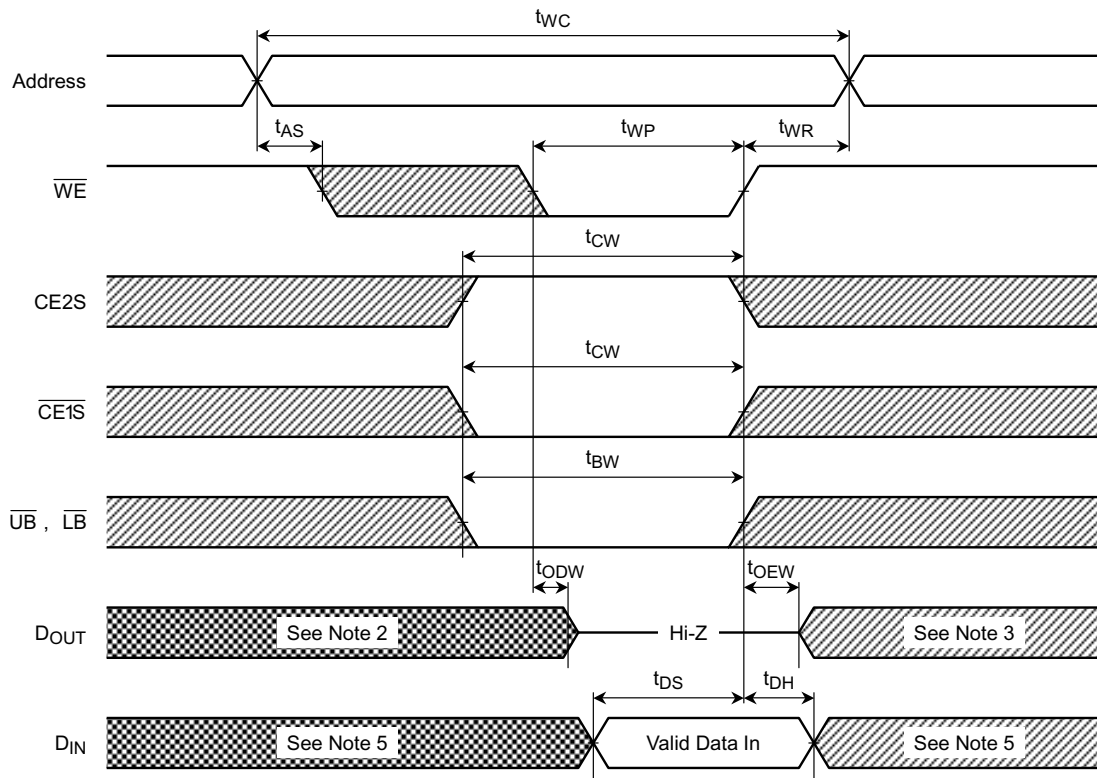 tWC
Address
tAS tWP tWR
WE
tCW
CE2S
tCW
CE1S
tBW
UB , LB
tODW tOEW
DOUT See Note 2 Hi-Z See Note 3
tDS tDH
DIN See Note 5 Valid Data In See Note 5